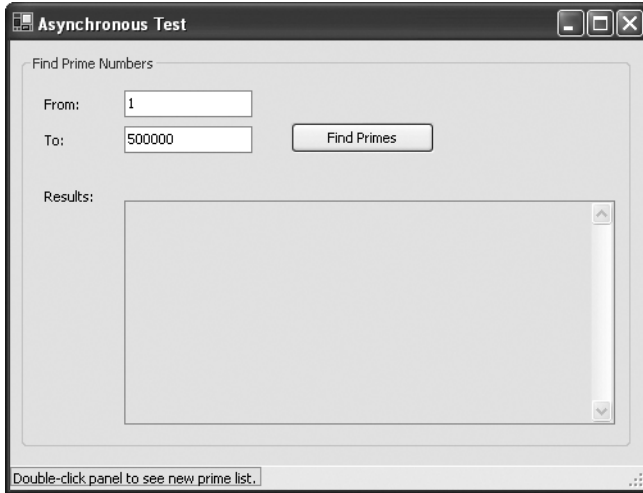 Asynchronous Test
Find Prime Numbers
From: 1
To: 500000 Find Primes
Results:
Double-click panel to see new prime list.